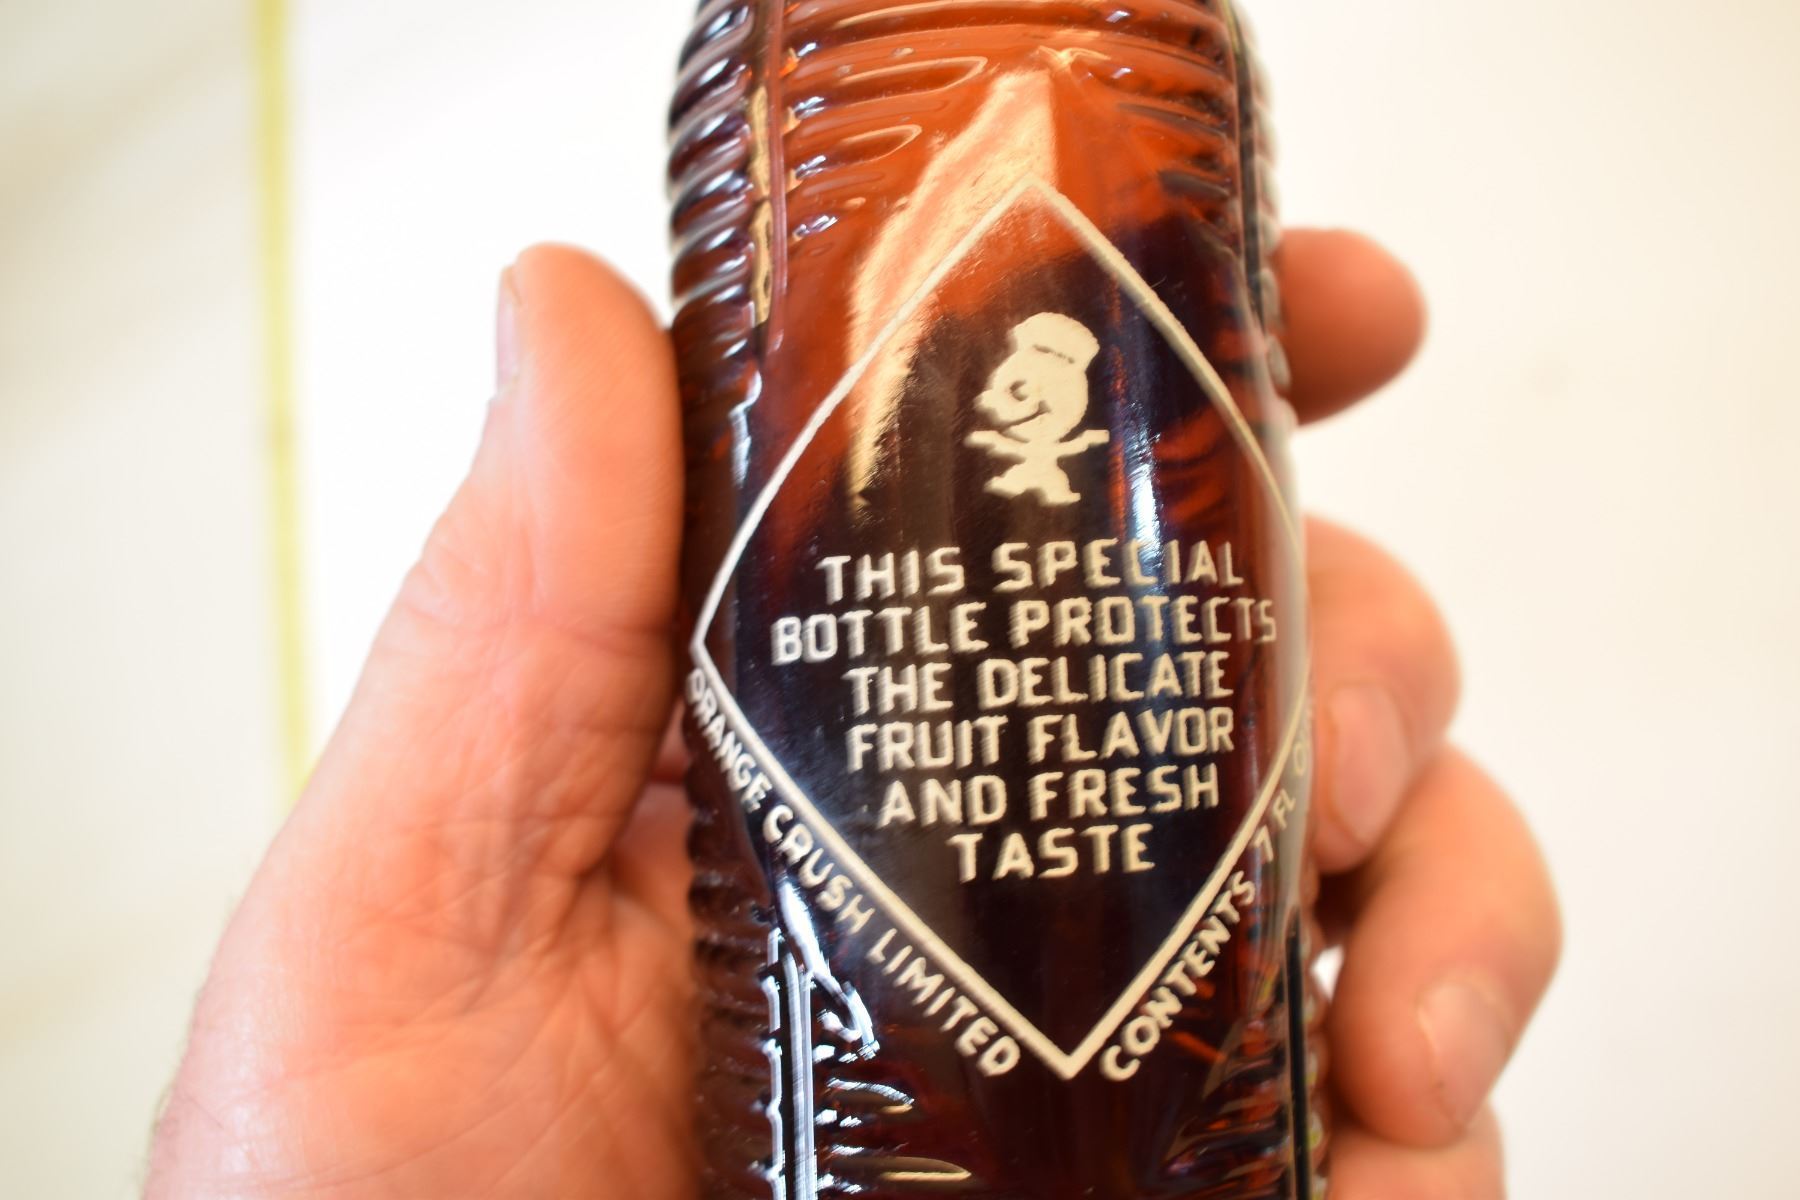 THIS SPECIAL
BOTTLE PROTECTS
THE DELICATE
FRUIT FLAVOR
AND FRESH
TASTE
ORANGE CRUSH LIMITED
CONTENTS 7 FL